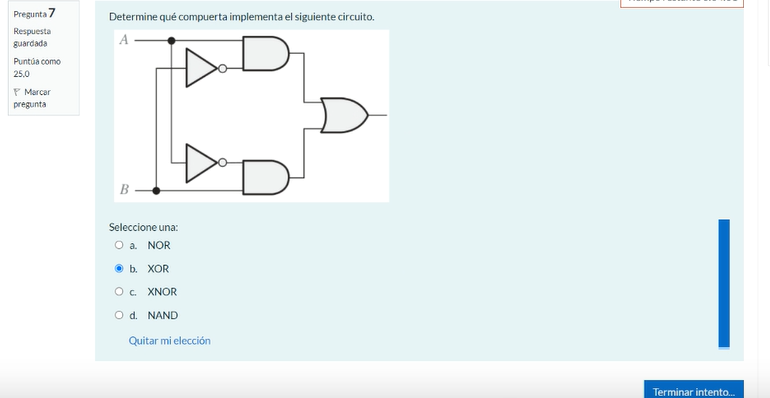 Pregunta 7
Respuesta
guardada
Puntúa como
25,0
Marcar
pregunta
Determine qué compuerta implementa el siguiente circuito.
A
B
Seleccione una:
a. NOR
b. XOR
c. XNOR
d. NAND
Quitar mi elección
Terminar intento...